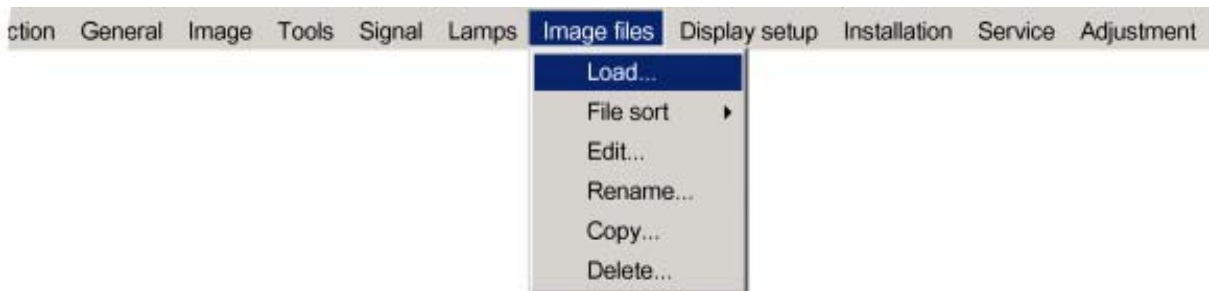 ction General Image Tools Signal Lamps Image files Display setup Installation Service Adjustment
Load...
File sort
Edit...
Rename...
Copy...
Delete...